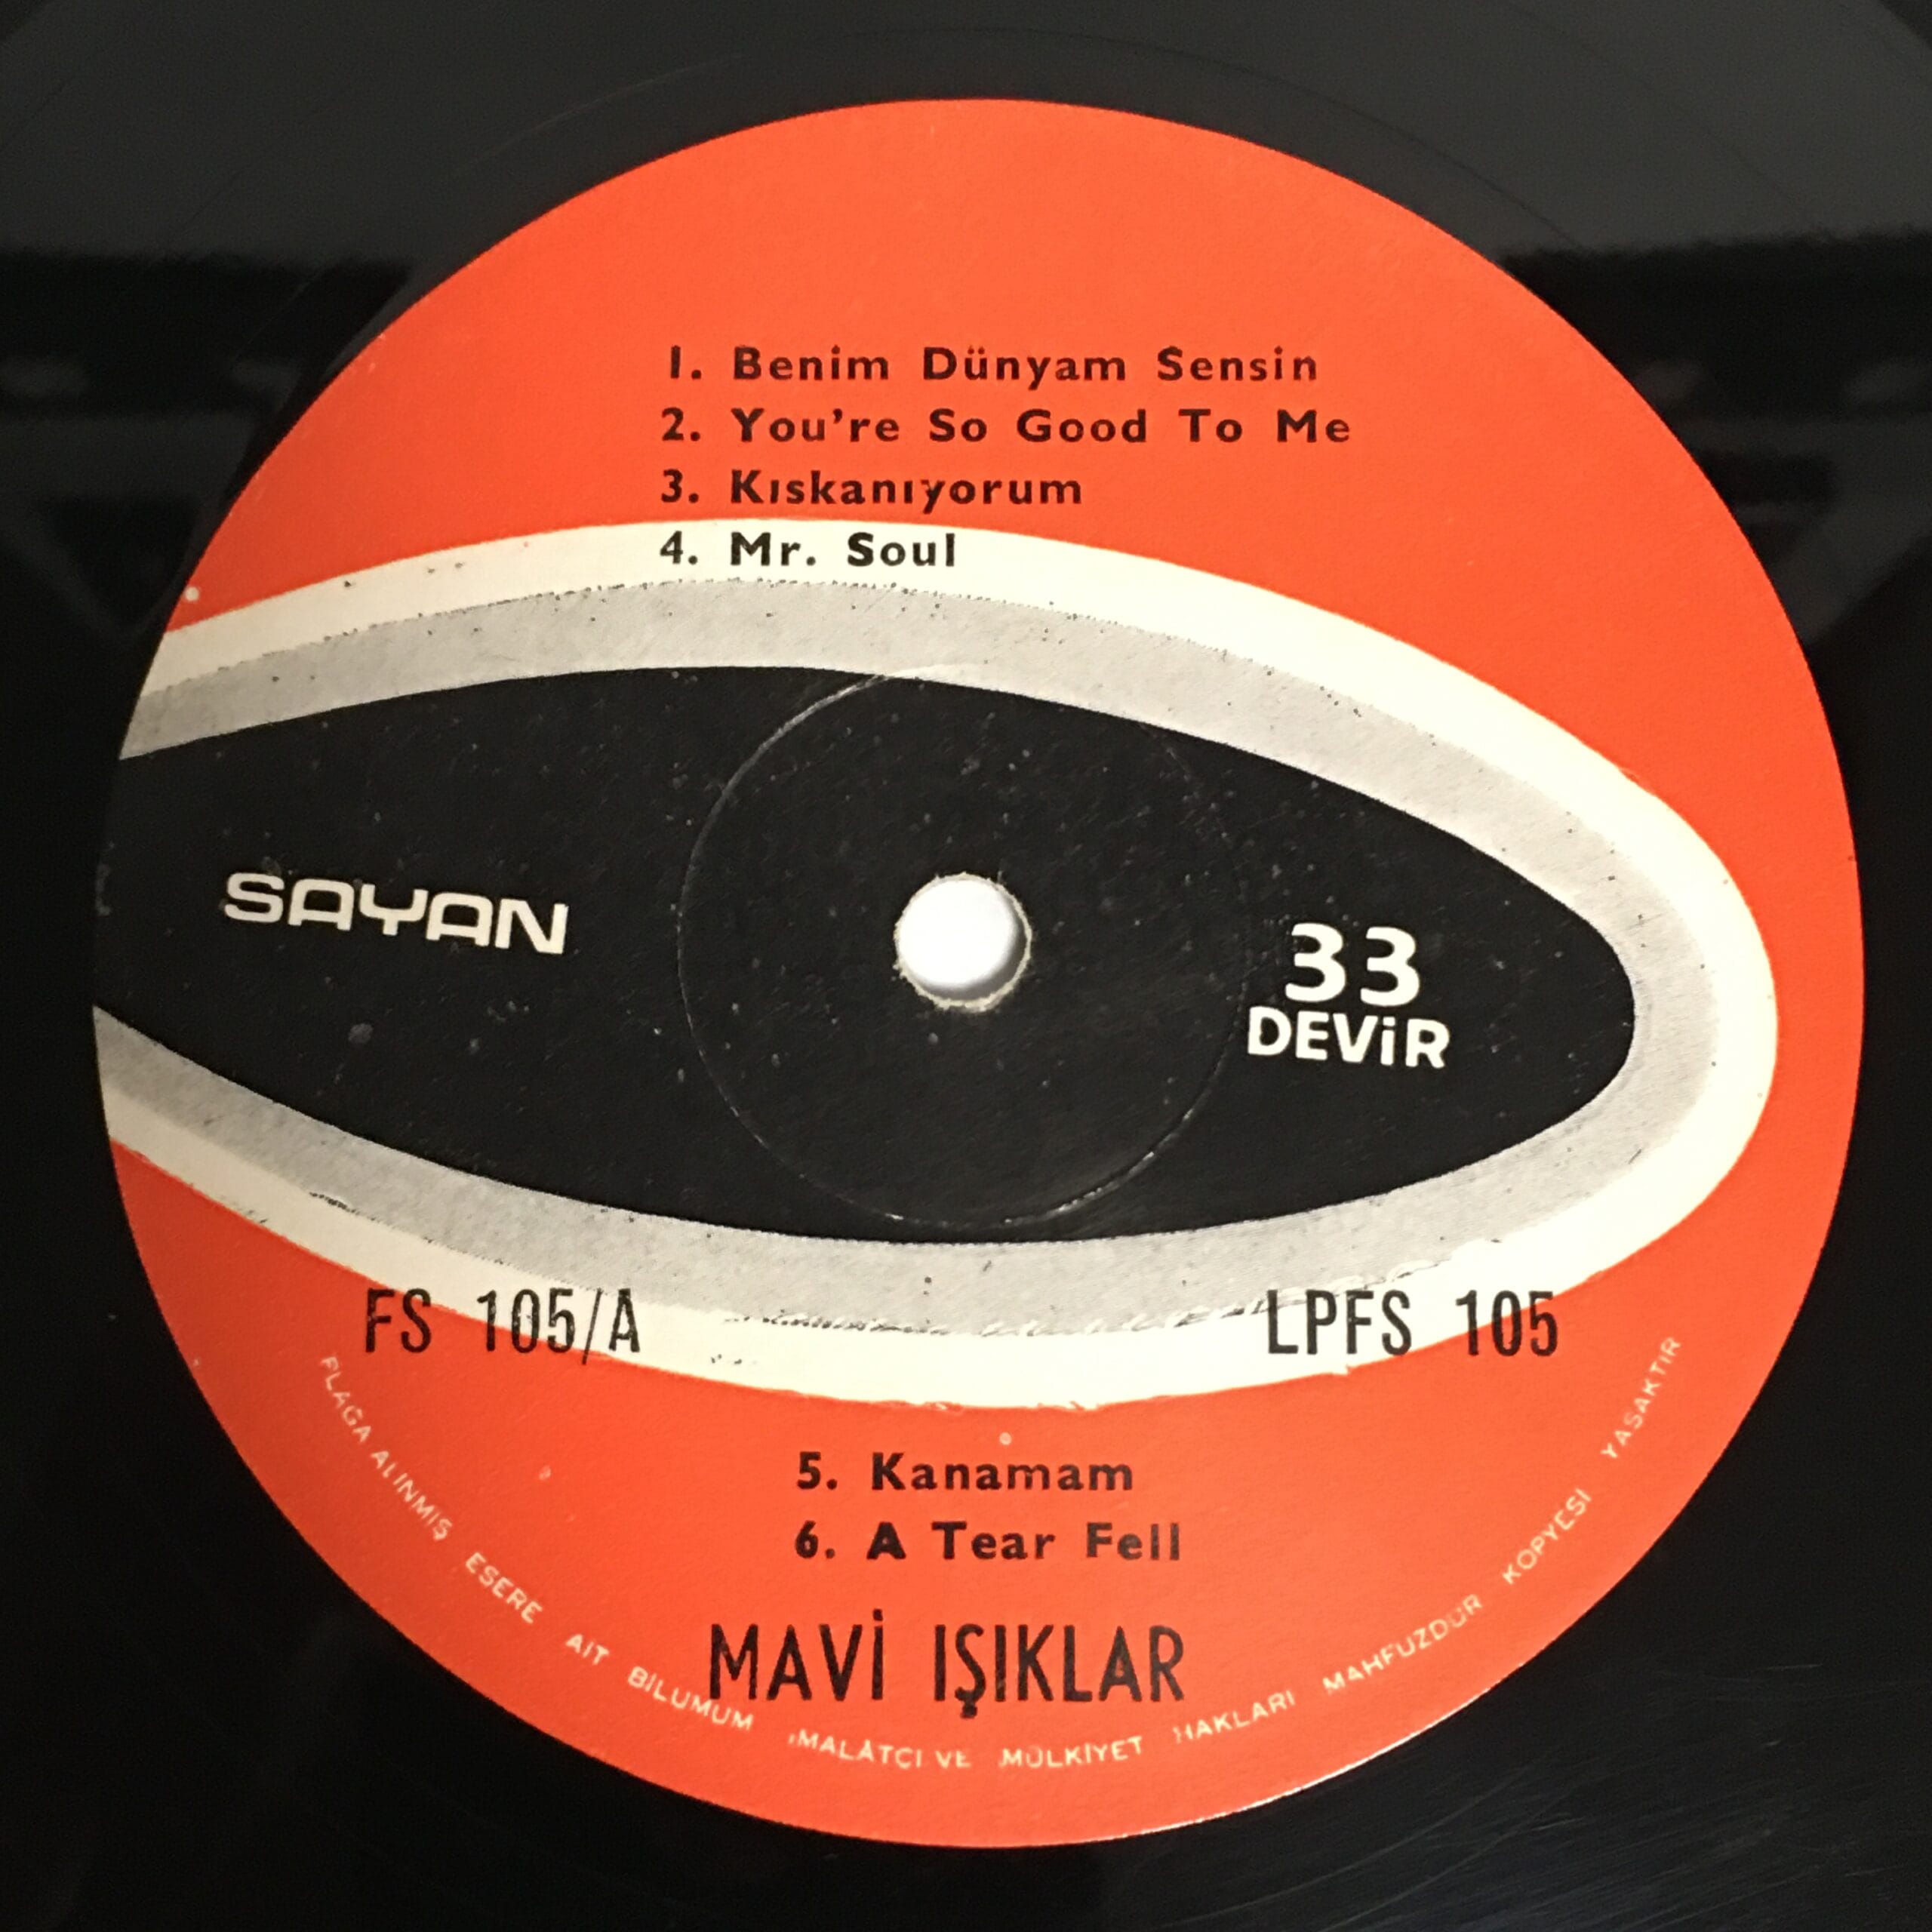 1. Benim Dünyam Sensin
2. You're So Good To Me
3. Kıskanıyorum
4. Mr. Soul
SAYAN
33
DEViR
FS 105/A
LPFS 105
5. Kanamam
6. A Tear Fell
MAVİ IŞIKLAR
PLAĞA ALINMIŞ ESERE AİT BİLUMUM İMALÂTÇI VE MÜLKİYET HAKLARI MAHFUZDUR KOPYESİ YASAKTIR